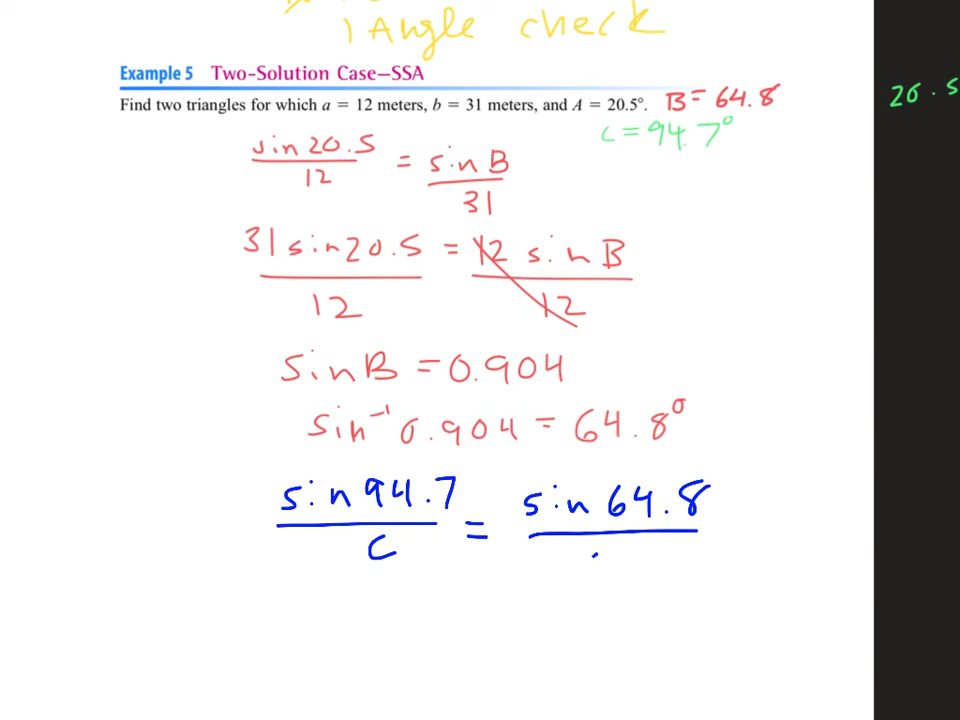 1 Angle check
Example 5 Two-Solution Case—SSA
Find two triangles for which a = 12 meters, b = 31 meters, and A = 20.5°. B = 64.8
C = 94.7°
26.5
sin 20.5 / 12 = sin B / 31
31 sin 20.5 / 12 = 12 sin B / 12
sin B = 0.904
sin⁻¹ 0.904 = 64.8°
sin 94.7 / c = sin 64.8